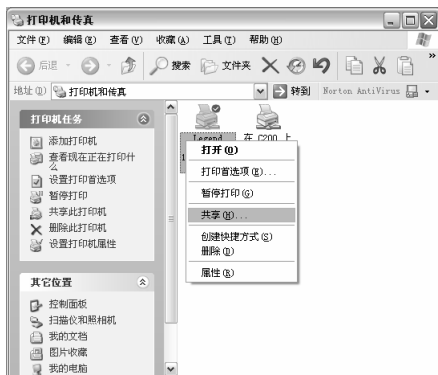 打印机和传真
文件(F) 编辑(E) 查看(V) 收藏(A) 工具(T) 帮助(H)
后退 搜索 文件夹 »
地址(D) 打印机和传真 转到 Norton AntiVirus
打印机任务
添加打印机
查看现在正在打印什么
设置打印首选项
暂停打印
共享此打印机
删除此打印机
设置打印机属性
其它位置
控制面板
扫描仪和照相机
我的文档
图片收藏
我的电脑
Legend 在 C200 上
打开(O)
打印首选项(E)...
暂停打印(G)
共享(H)...
创建快捷方式(S)
删除(D)
属性(R)